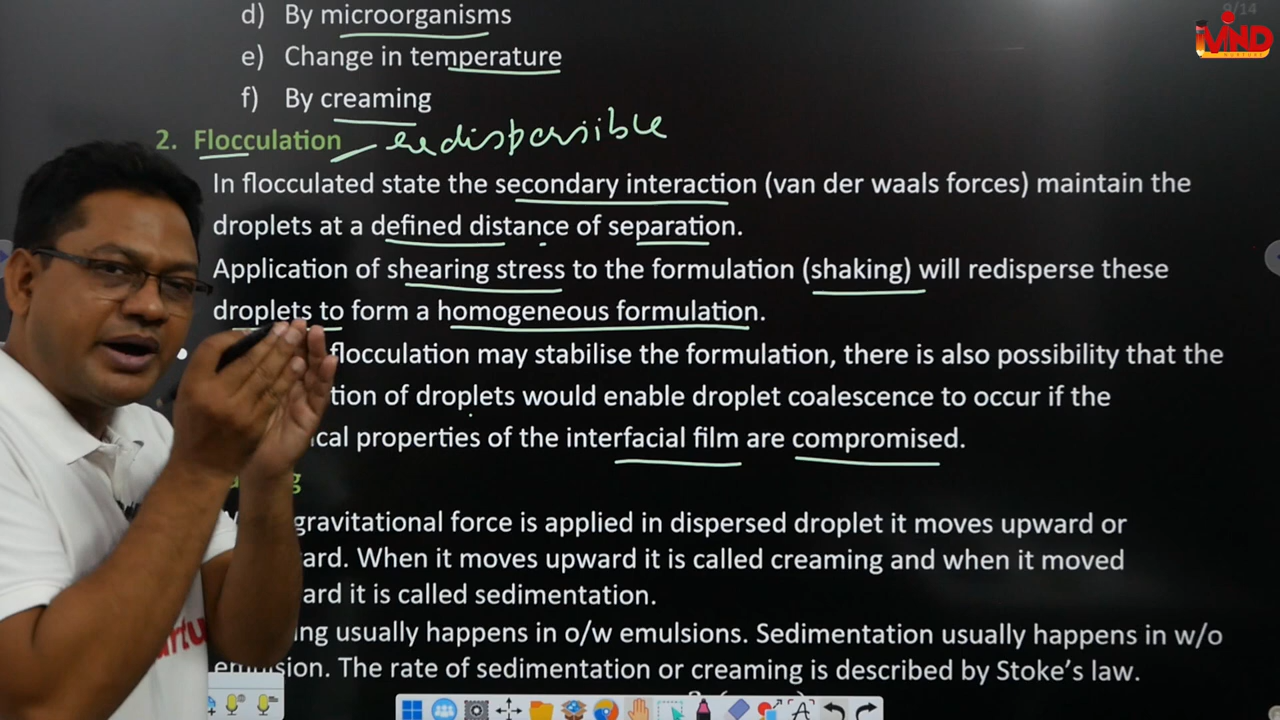 9/14
MIND
d) By microorganisms
e) Change in temperature
f) By creaming
2. Flocculation redispersible
In flocculated state the secondary interaction (van der waals forces) maintain the
droplets at a defined distance of separation.
Application of shearing stress to the formulation (shaking) will redisperse these
droplets to form a homogeneous formulation.
flocculation may stabilise the formulation, there is also possibility that the
tion of droplets would enable droplet coalescence to occur if the
ical properties of the interfacial film are compromised.
gravitational force is applied in dispersed droplet it moves upward or
ard. When it moves upward it is called creaming and when it moved
ard it is called sedimentation.
ing usually happens in o/w emulsions. Sedimentation usually happens in w/o
emulsion. The rate of sedimentation or creaming is described by Stoke's law.